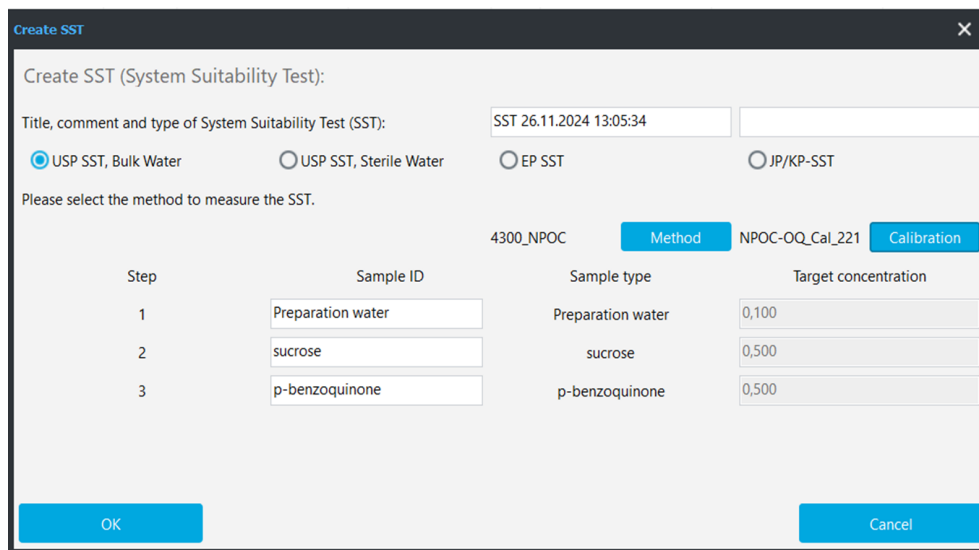 Create SST
Create SST (System Suitability Test):
Title, comment and type of System Suitability Test (SST): SST 26.11.2024 13:05:34
USP SST, Bulk Water USP SST, Sterile Water EP SST JP/KP-SST
Please select the method to measure the SST.
4300_NPOC Method NPOC-OQ_Cal_221 Calibration
Step Sample ID Sample type Target concentration
1 Preparation water Preparation water 0,100
2 sucrose sucrose 0,500
3 p-benzoquinone p-benzoquinone 0,500
OK Cancel